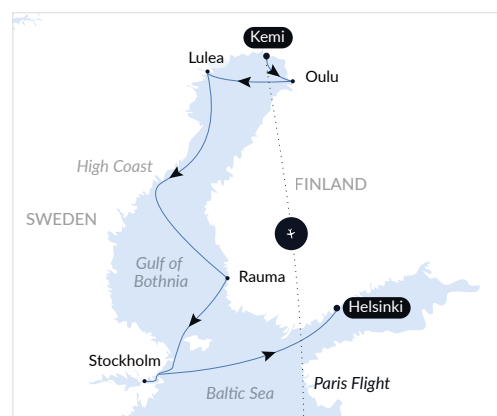 Kemi
Lulea
Oulu
High Coast
FINLAND
SWEDEN
Gulf of
Bothnia
Rauma
Helsinki
Stockholm
Paris Flight
Baltic Sea